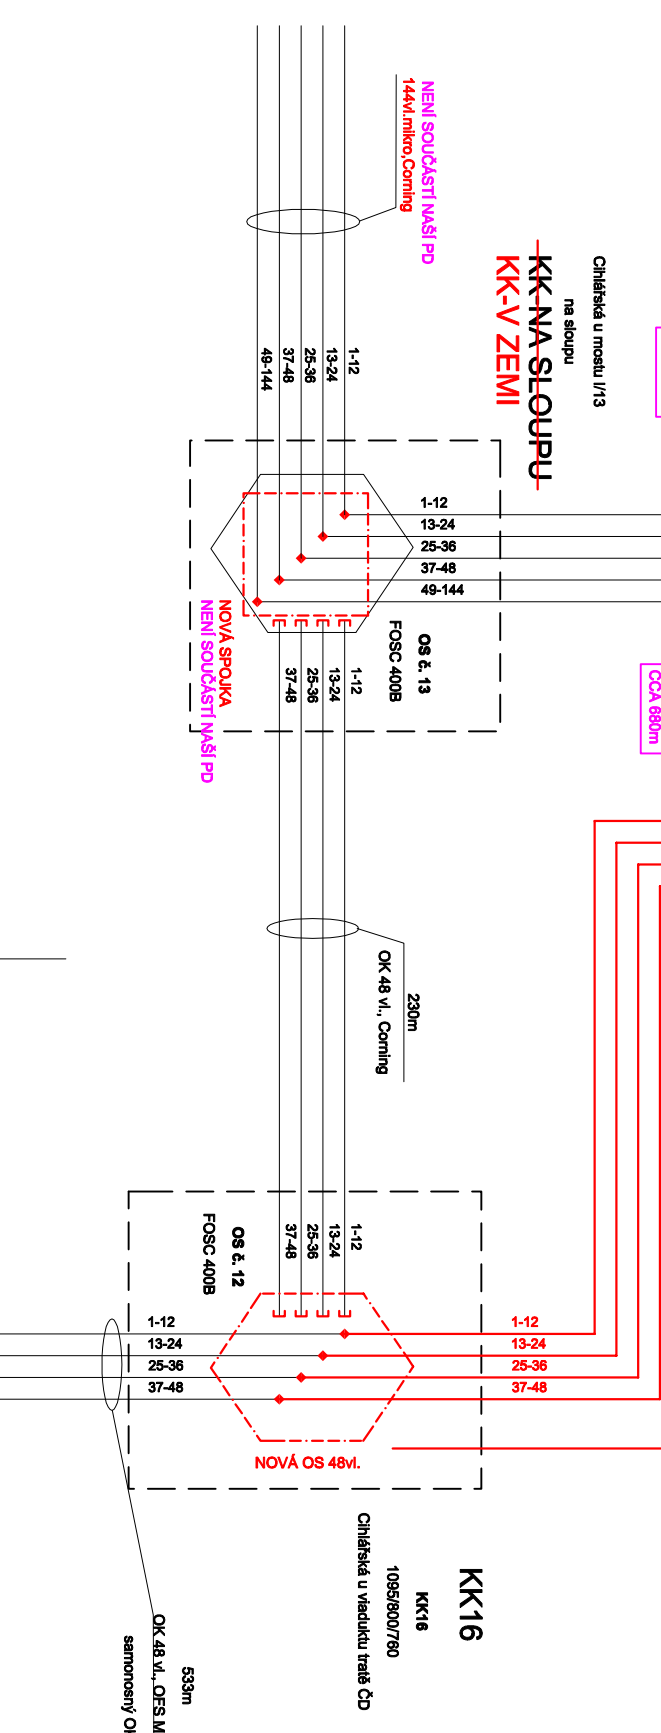 NENÍ SOUČÁSTÍ NAŠÍ PD
144vl.mikro,Corning
Cihlářská u mostu I/13
na sloupu
KK-NA SLOUPU
KK-V ZEMI
1-12
13-24
25-36
37-48
49-144
1-12
13-24
25-36
37-48
49-144
OS č. 13
FOSC 400B
1-12
13-24
25-36
37-48
NOVÁ SPOJKA
NENÍ SOUČÁSTÍ NAŠÍ PD
CCA 680m
230m
OK 48 vl., Corning
1-12
13-24
25-36
37-48
OS č. 12
FOSC 400B
1-12
13-24
25-36
37-48
1-12
13-24
25-36
37-48
NOVÁ OS 48vl.
KK16
KK16
1095/800/760
Cihlářská u viaduktu tratě ČD
533m
OK 48 vl., OFS M
samonosný